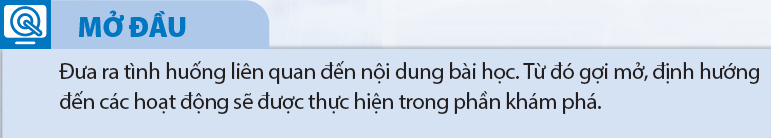 MỞ ĐẦU
Đưa ra tình huống liên quan đến nội dung bài học. Từ đó gợi mở, định hướng
đến các hoạt động sẽ được thực hiện trong phần khám phá.